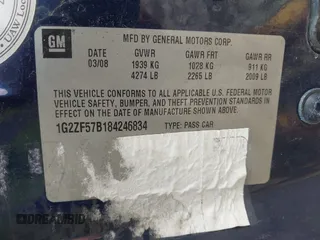 UAW Loc
GM
MFD BY GENERAL MOTORS CORP.
03/08 GVWR GAWR FRT GAWR RR
1939 KG 1028 KG 911 KG
4274 LB 2265 LB 2009 LB
THIS VEHICLE CONFORMS TO ALL APPLICABLE U.S. FEDERAL MOTOR
VEHICLE SAFETY, BUMPER, AND THEFT PREVENTION STANDARDS
IN EFFECT ON THE DATE OF MANUFACTURE SHOWN ABOVE.
1G2ZF57B184246834 TYPE: PASS CAR